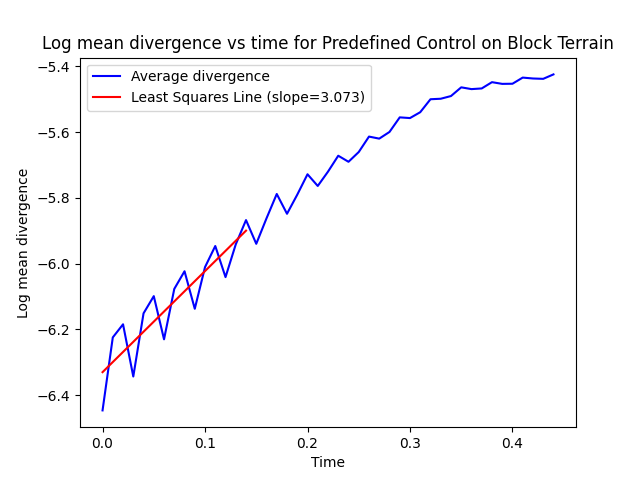 Log mean divergence vs time for Predefined Control on Block Terrain
Average divergence
Least Squares Line (slope=3.073)
Log mean divergence
−5.4
−5.6
−5.8
−6.0
−6.2
−6.4
0.0
0.1
0.2
0.3
0.4
Time